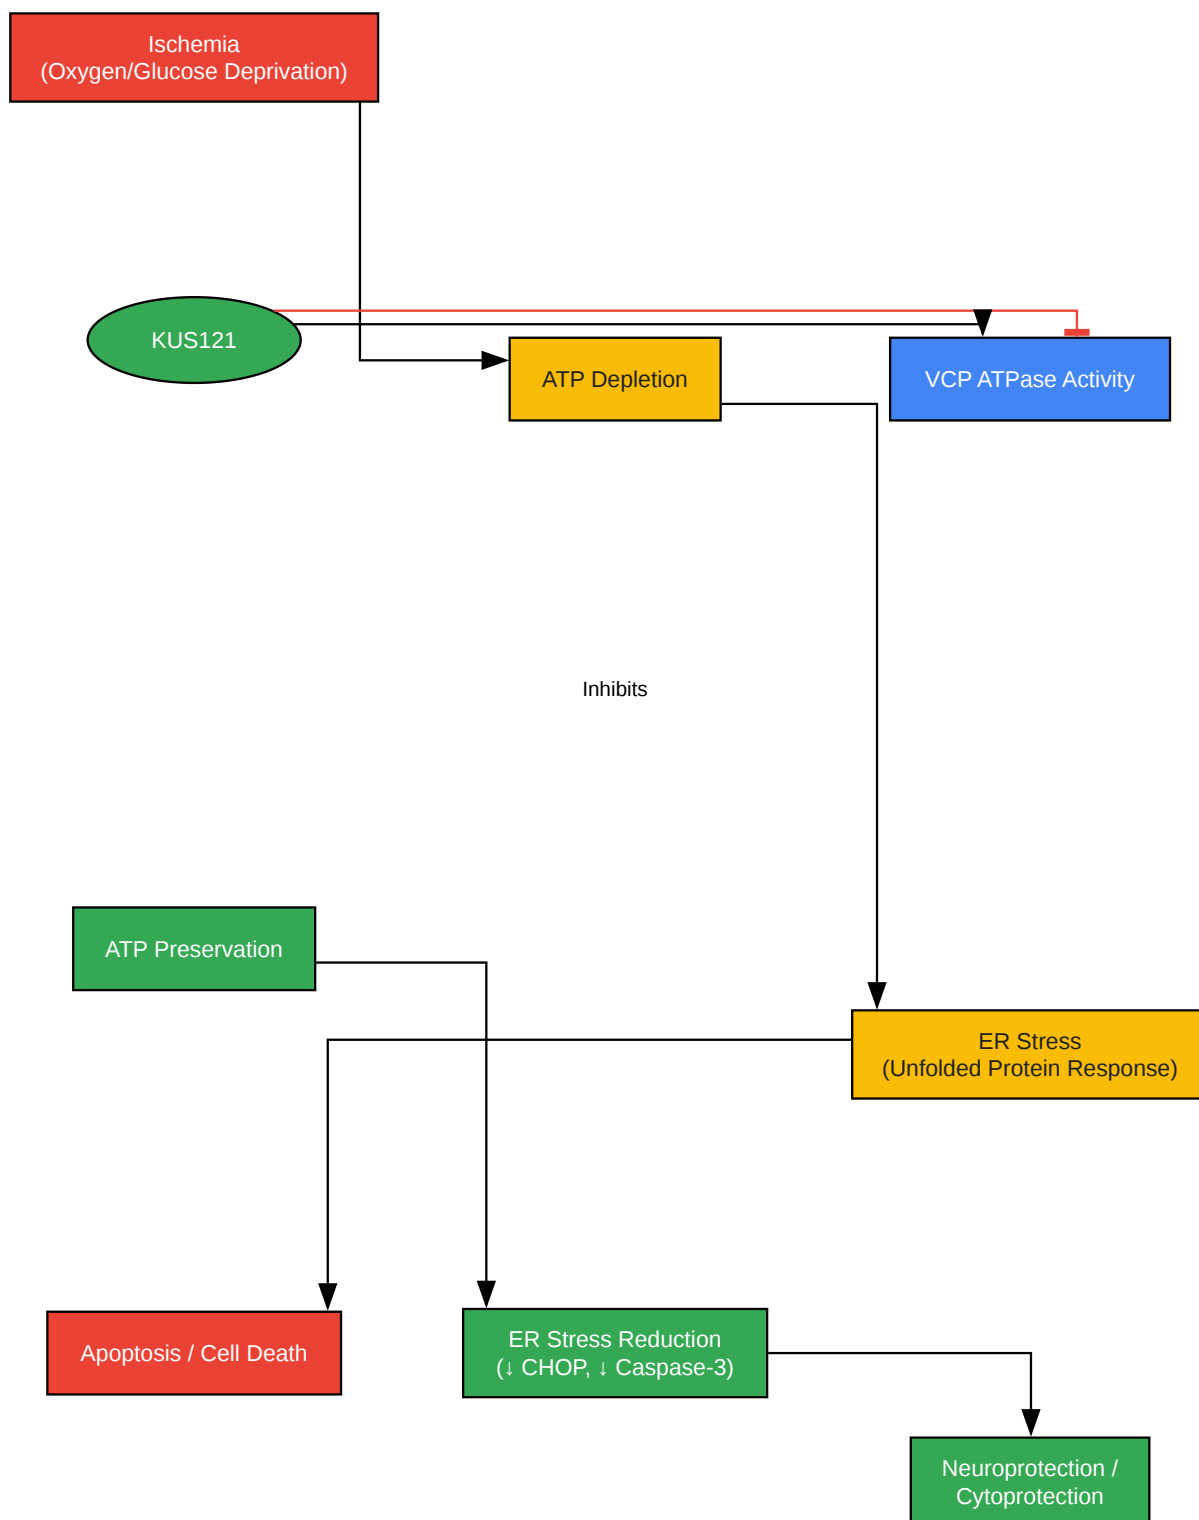 Ischemia
(Oxygen/Glucose Deprivation)
KUS121
ATP Depletion
VCP ATPase Activity
Inhibits
ATP Preservation
ER Stress
(Unfolded Protein Response)
Apoptosis / Cell Death
ER Stress Reduction
(↓ CHOP, ↓ Caspase-3)
Neuroprotection /
Cytoprotection